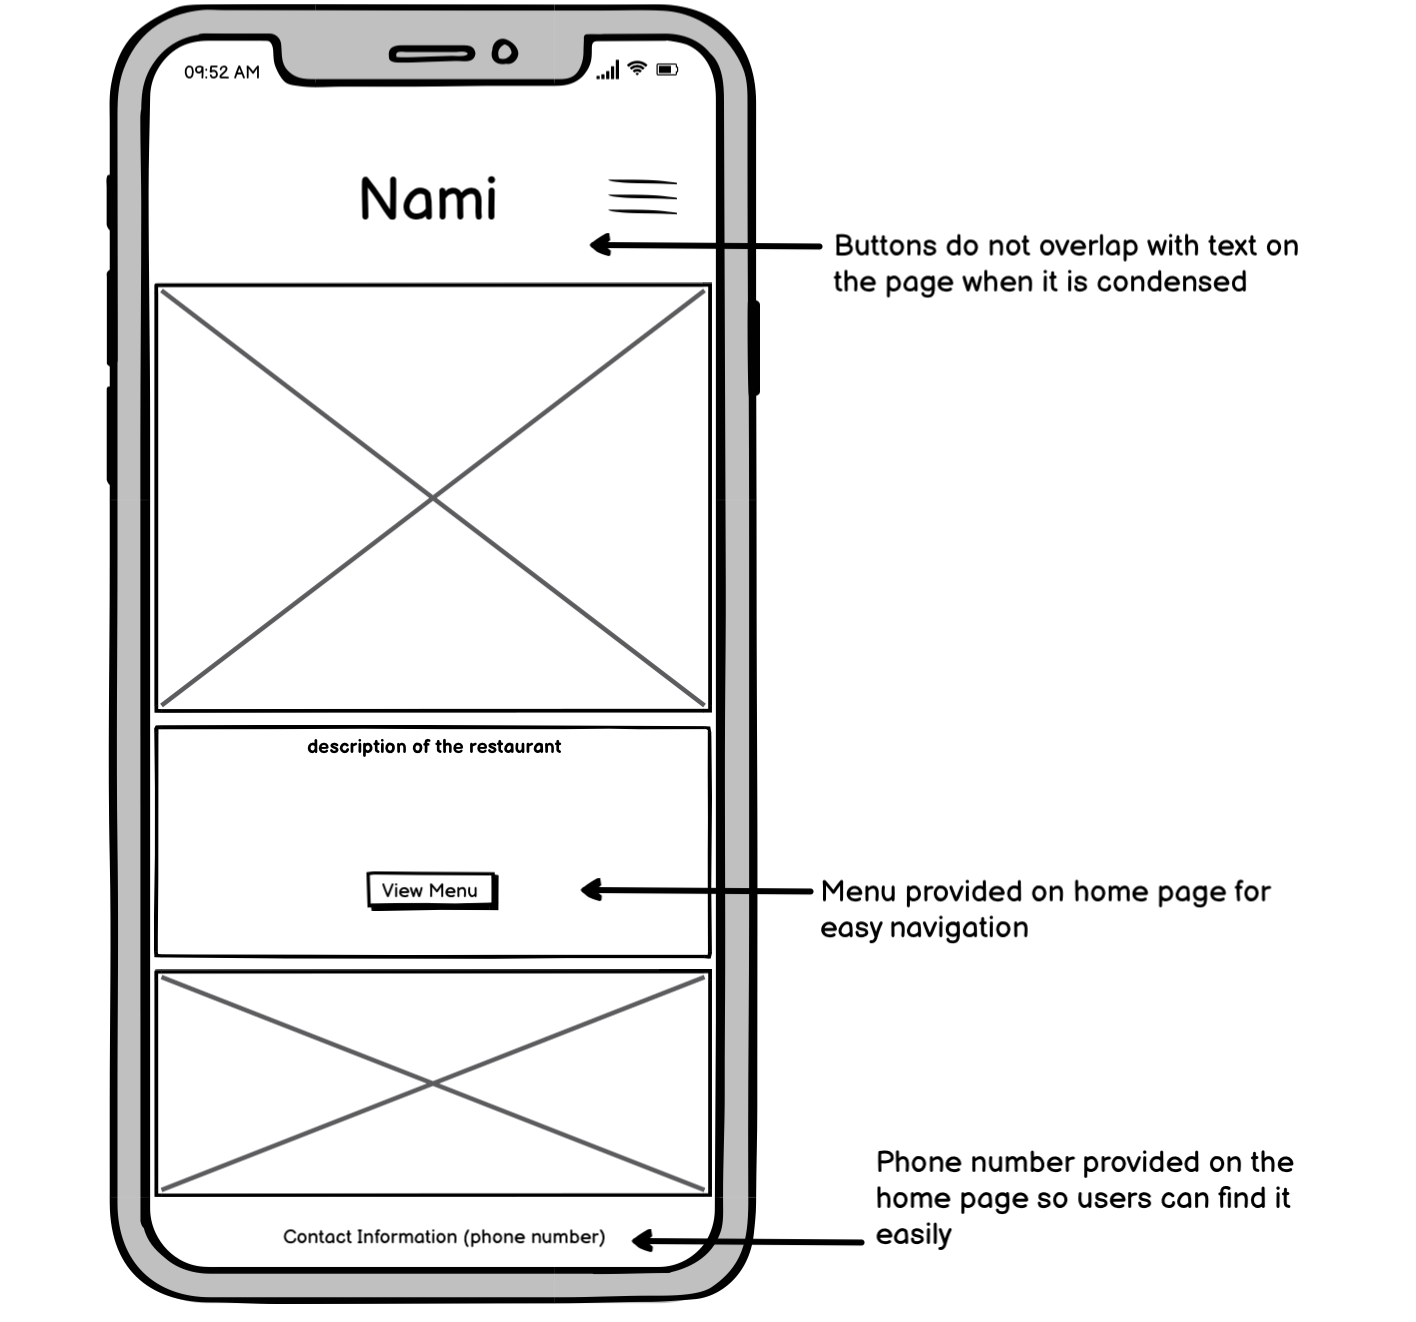 09:52 AM
Nami
Buttons do not overlap with text on
the page when it is condensed
description of the restaurant
View Menu
Menu provided on home page for
easy navigation
Phone number provided on the
home page so users can find it
easily
Contact Information (phone number)